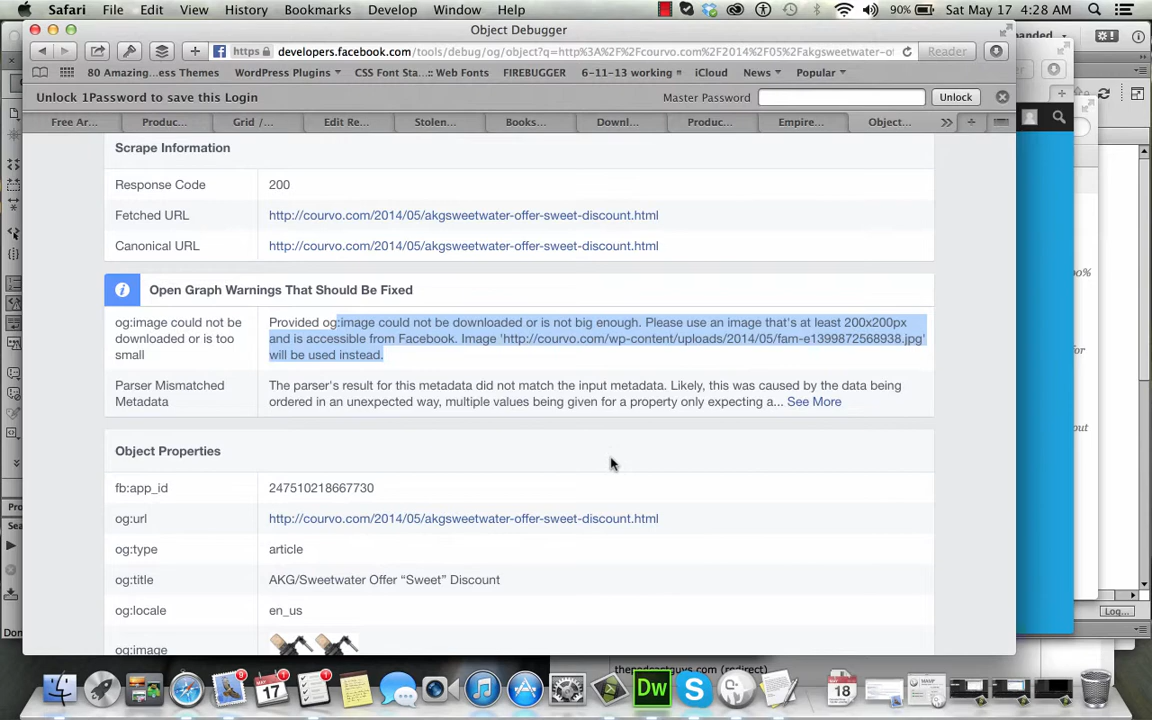 Safari File Edit View History Bookmarks Develop Window Help 90% Sat May 17 4:28 AM
Object Debugger
https developers.facebook.com/tools/debug/og/object?q=http%3A%2F%2Fcourvo.com%2F2014%2F05%2Fakgsweetwater-o Reader
80 Amazing...ess Themes WordPress Plugins CSS Font Sta...:: Web Fonts FIREBUGGER 6-11-13 working iCloud News Popular
Unlock 1Password to save this Login Master Password Unlock
Free Ar... Produc... Grid /... Edit Re... Stolen... Books... Downl... Produc... Empire... Object...
Scrape Information
Response Code 200
Fetched URL http://courvo.com/2014/05/akgsweetwater-offer-sweet-discount.html
Canonical URL http://courvo.com/2014/05/akgsweetwater-offer-sweet-discount.html
Open Graph Warnings That Should Be Fixed
og:image could not be Provided og:image could not be downloaded or is not big enough. Please use an image that's at least 200x200px
downloaded or is too and is accessible from Facebook. Image 'http://courvo.com/wp-content/uploads/2014/05/fam-e1399872568938.jpg'
small will be used instead.
Parser Mismatched The parser's result for this metadata did not match the input metadata. Likely, this was caused by the data being
Metadata ordered in an unexpected way, multiple values being given for a property only expecting a... See More
Object Properties
fb:app_id 247510218667730
og:url http://courvo.com/2014/05/akgsweetwater-offer-sweet-discount.html
og:type article
og:title AKG/Sweetwater Offer “Sweet” Discount
og:locale en_us
og:image
Log...
thepodcastguys.com (redirect)
17
18
Dw